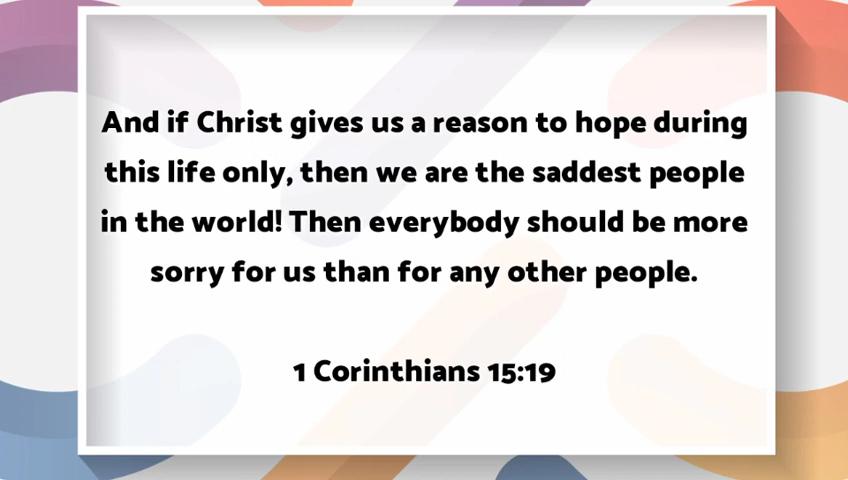 And if Christ gives us a reason to hope during
this life only, then we are the saddest people
in the world! Then everybody should be more
sorry for us than for any other people.
1 Corinthians 15:19